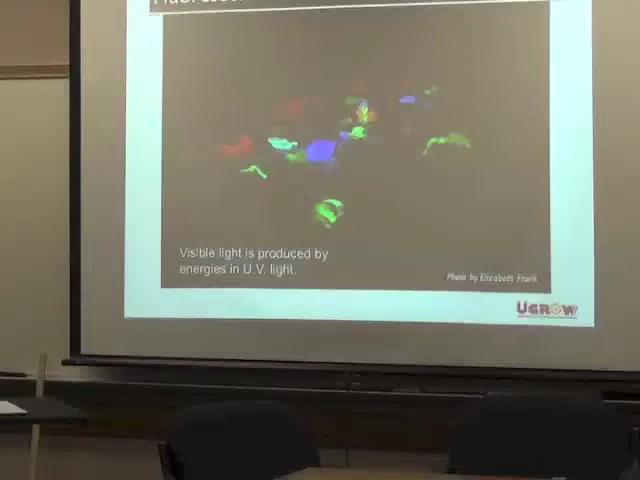 Visible light is produced by
energies in U.V. light.
Photo by Elizabeth Frank
UGROW